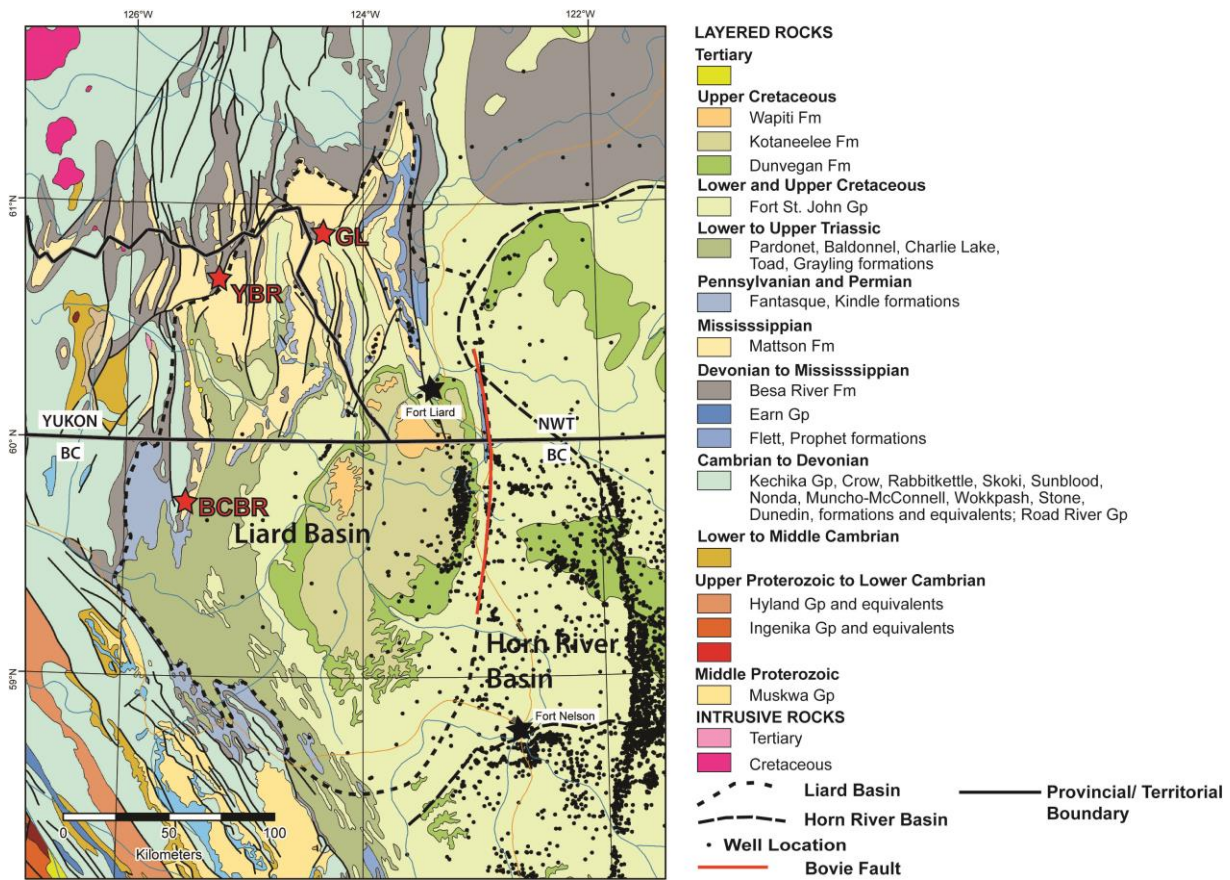 126°W
124°W
122°W
61°N
60°N
59°N
GL
YBR
BCBR
Fort Liard
YUKON
BC
NWT
BC
Liard Basin
Horn River
Basin
Fort Nelson
0 50 100
Kilometers
LAYERED ROCKS
Tertiary
Upper Cretaceous
Wapiti Fm
Kotaneelee Fm
Dunvegan Fm
Lower and Upper Cretaceous
Fort St. John Gp
Lower to Upper Triassic
Pardonet, Baldonnel, Charlie Lake,
Toad, Grayling formations
Pennsylvanian and Permian
Fantasque, Kindle formations
Mississsippian
Mattson Fm
Devonian to Mississsippian
Besa River Fm
Earn Gp
Flett, Prophet formations
Cambrian to Devonian
Kechika Gp, Crow, Rabbitkettle, Skoki, Sunblood,
Nonda, Muncho-McConnell, Wokkpash, Stone,
Dunedin, formations and equivalents; Road River Gp
Lower to Middle Cambrian
Upper Proterozoic to Lower Cambrian
Hyland Gp and equivalents
Ingenika Gp and equivalents
Middle Proterozoic
Muskwa Gp
INTRUSIVE ROCKS
Tertiary
Cretaceous
Liard Basin
Horn River Basin
Well Location
Bovie Fault
Provincial/ Territorial
Boundary